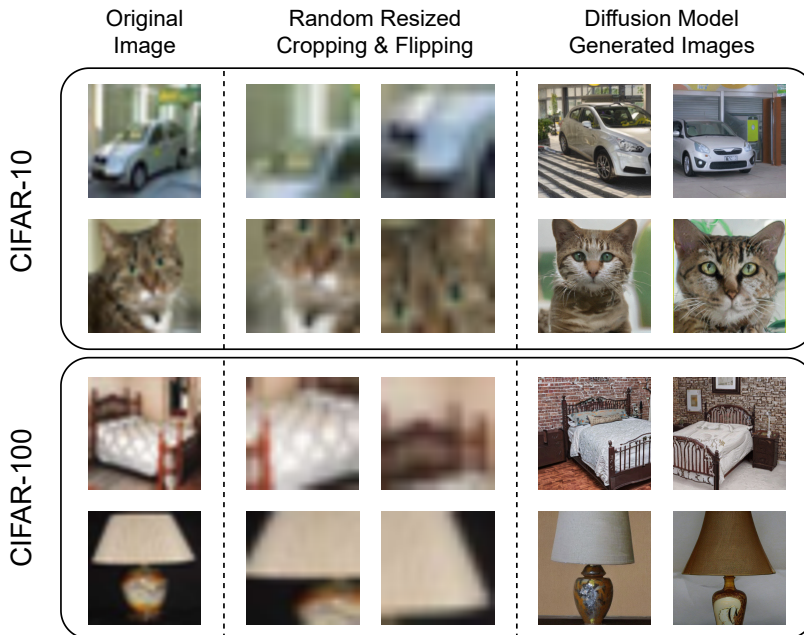 Original
Image
Random Resized
Cropping & Flipping
Diffusion Model
Generated Images
CIFAR-10
CIFAR-100